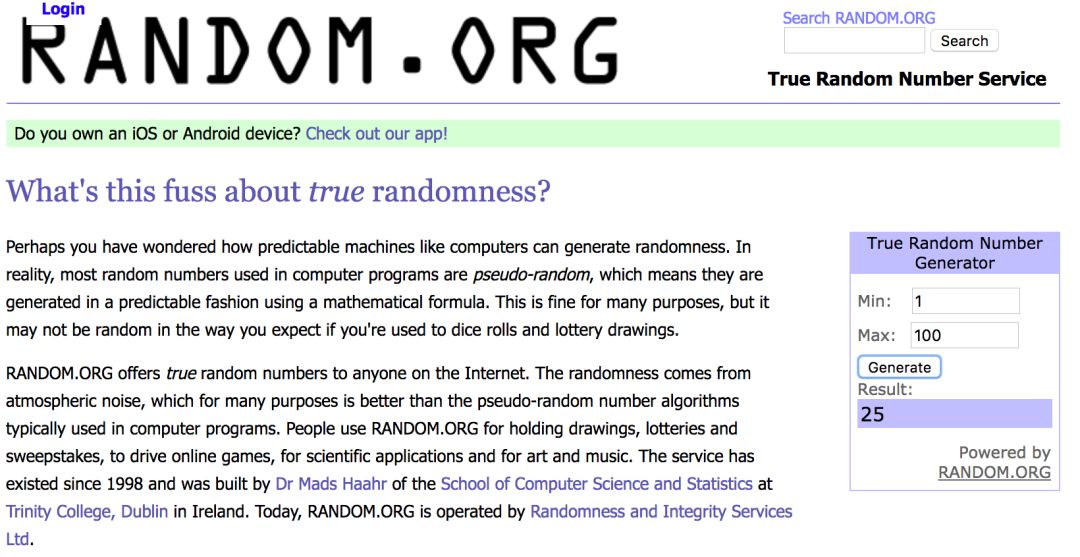 Login
RANDOM.ORG
Search RANDOM.ORG
Search
True Random Number Service
Do you own an iOS or Android device? Check out our app!
What's this fuss about true randomness?
Perhaps you have wondered how predictable machines like computers can generate randomness. In
reality, most random numbers used in computer programs are pseudo-random, which means they are
generated in a predictable fashion using a mathematical formula. This is fine for many purposes, but it
may not be random in the way you expect if you're used to dice rolls and lottery drawings.
RANDOM.ORG offers true random numbers to anyone on the Internet. The randomness comes from
atmospheric noise, which for many purposes is better than the pseudo-random number algorithms
typically used in computer programs. People use RANDOM.ORG for holding drawings, lotteries and
sweepstakes, to drive online games, for scientific applications and for art and music. The service has
existed since 1998 and was built by Dr Mads Haahr of the School of Computer Science and Statistics at
Trinity College, Dublin in Ireland. Today, RANDOM.ORG is operated by Randomness and Integrity Services
Ltd.
True Random Number
Generator
Min: 1
Max: 100
Generate
Result:
25
Powered by
RANDOM.ORG